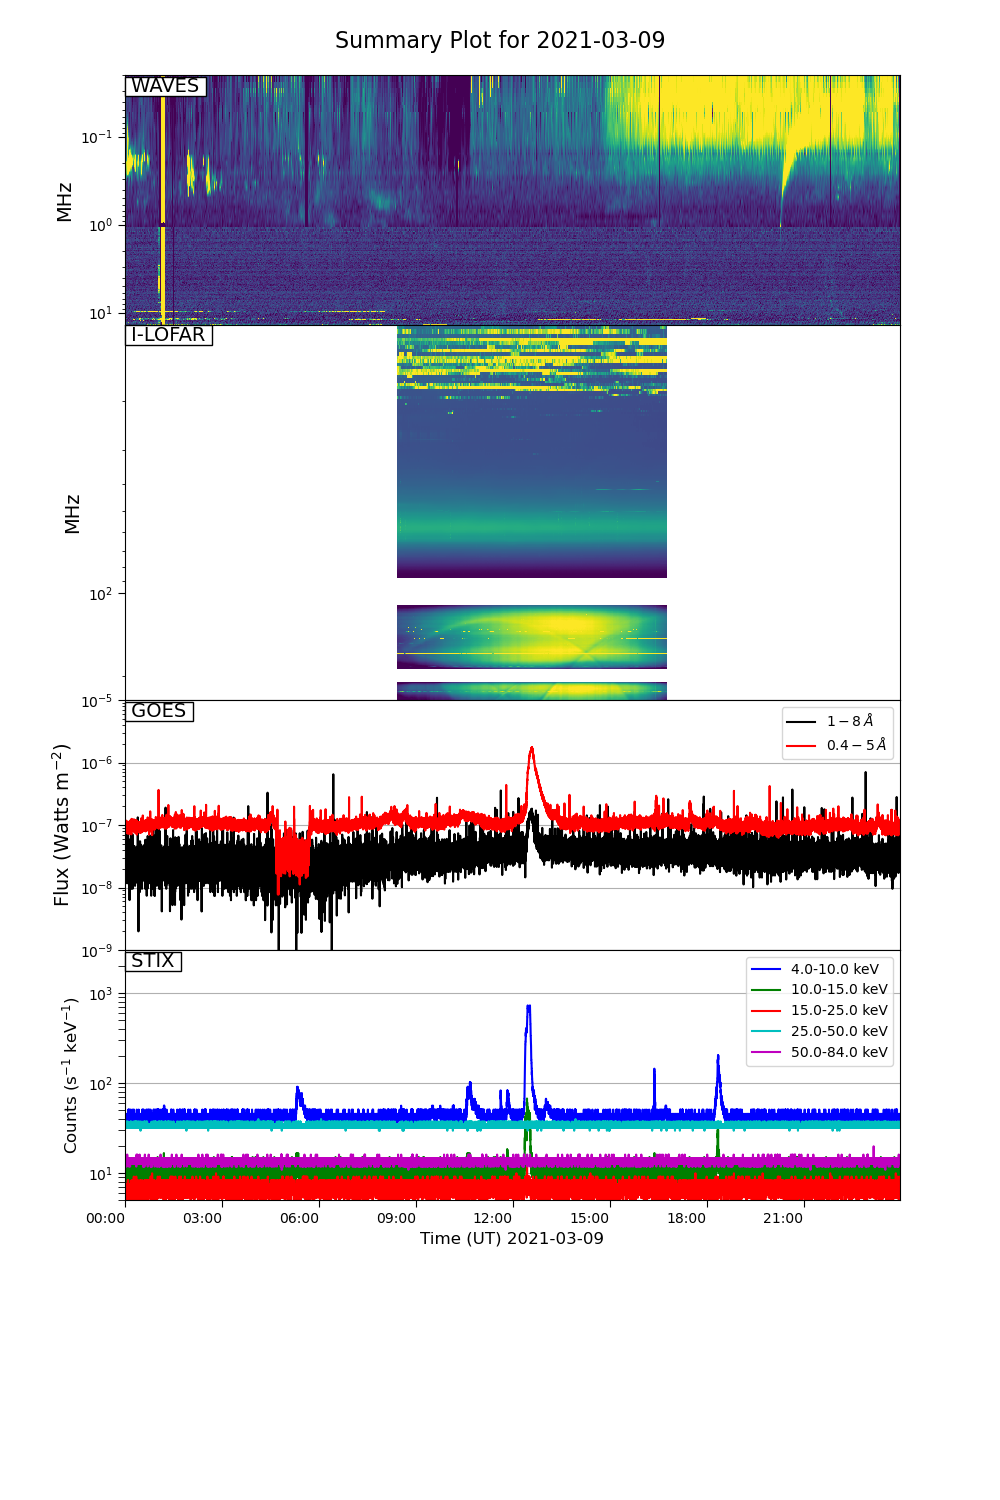 Summary Plot for 2021-03-09
WAVES
MHz
10⁻¹
10⁰
10¹
I-LOFAR
MHz
10²
GOES
Flux (Watts m⁻²)
10⁻⁵
10⁻⁶
10⁻⁷
10⁻⁸
10⁻⁹
1 − 8 Å
0.4 − 5 Å
STIX
Counts (s⁻¹ keV⁻¹)
10³
10²
10¹
4.0-10.0 keV
10.0-15.0 keV
15.0-25.0 keV
25.0-50.0 keV
50.0-84.0 keV
00:00 03:00 06:00 09:00 12:00 15:00 18:00 21:00
Time (UT) 2021-03-09